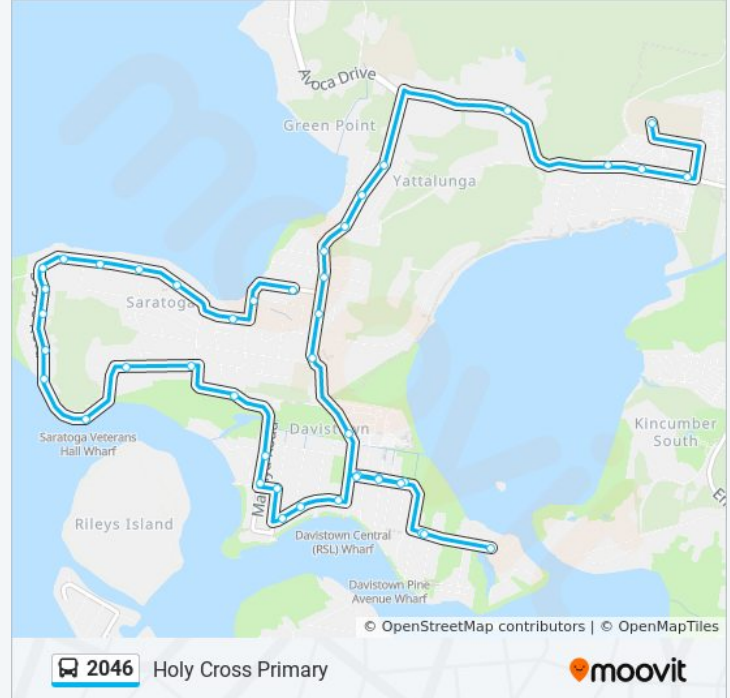 Avoca Drive
Green Point
Yattalunga
Saratoga
Davistown
Saratoga Veterans
Hall Wharf
Kincumber
South
Rileys Island
Davistown Central
(RSL) Wharf
Davistown Pine
Avenue Wharf
moovit
© OpenStreetMap contributors | © OpenMapTiles
2046 Holy Cross Primary
moovit